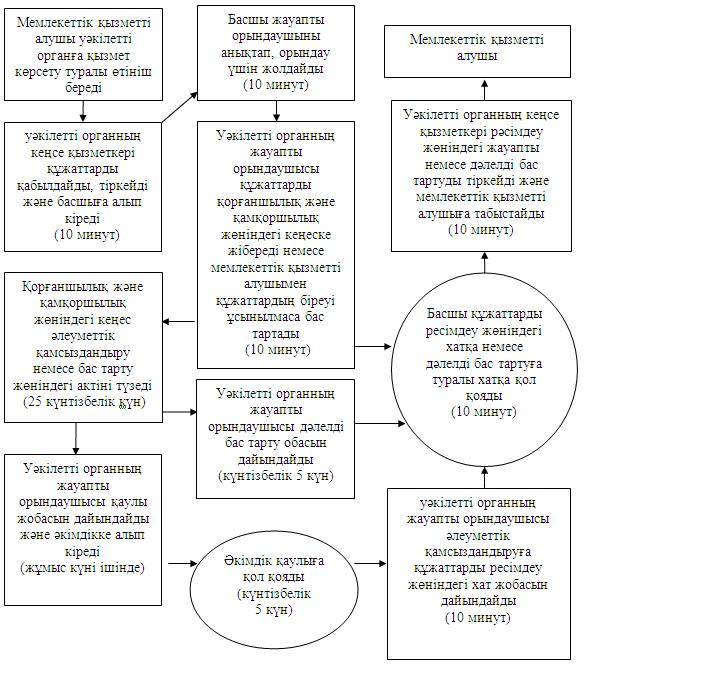 Мемлекеттік қызметті
алушы уәкілетті
органға қызмет
көрсету туралы өтініш
береді
уәкілетті органның
кеңсе қызметкері
құжаттарды
қабылдайды, тіркейді
және басшыға алып
кіреді
(10 минут)
Басшы жауапты
орындаушыны
анықтап, орындау
үшін жолдайды
(10 минут)
Уәкілетті органның
жауапты
орындаушысы
құжаттарды
қорғаншылық және
қамқоршылық
жөніндегі кеңеске
жібереді немесе
мемлекеттік қызметті
алушымен
құжаттардың біреуі
ұсынылмаса бас
тартады
(10 минут)
Қорғаншылық және
қамқоршылық
жөніндегі кеңес
әлеуметтік
қамсыздандыру
немесе бас тарту
жөніндегі актіні түзеді
(25 күнтізбелік күн)
Уәкілетті органның
жауапты
орындаушысы дәлелді
бас тарту обасын
дайындайды
(күнтізбелік 5 күн)
Уәкілетті органның
жауапты
орындаушысы қаулы
жобасын дайындайды
және әкімдікке алып
кіреді
(жұмыс күні ішінде)
Әкімдік қаулыға
қол қояды
(күнтізбелік
5 күн)
уәкілетті органның
жауапты орындаушысы
әлеуметтік
қамсыздандыруға
құжаттарды ресімдеу
жөніндегі хат жобасын
дайындайды
(10 минут)
Басшы құжаттарды
ресімдеу жөніндегі
хатқа немесе
дәлелді бас тартуға
туралы хатқа қол
қояды
(10 минут)
Уәкілетті органның кеңсе
қызметкері рәсімдеу
жөніндегі жауапты
немесе дәлелді бас
тартуды тіркейді және
мемлекеттік қызметті
алушыға табыстайды
(10 минут)
Мемлекеттік қызметті
алушы